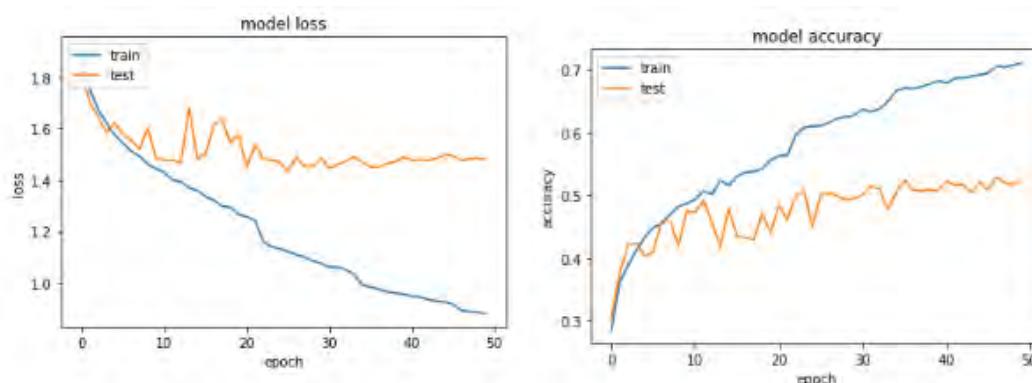 model loss
train
test
1.8
1.6
1.4
1.2
1.0
loss
0 10 20 30 40 50
epoch
model accuracy
train
test
0.7
0.6
0.5
0.4
0.3
accuracy
0 10 20 30 40 50
epoch